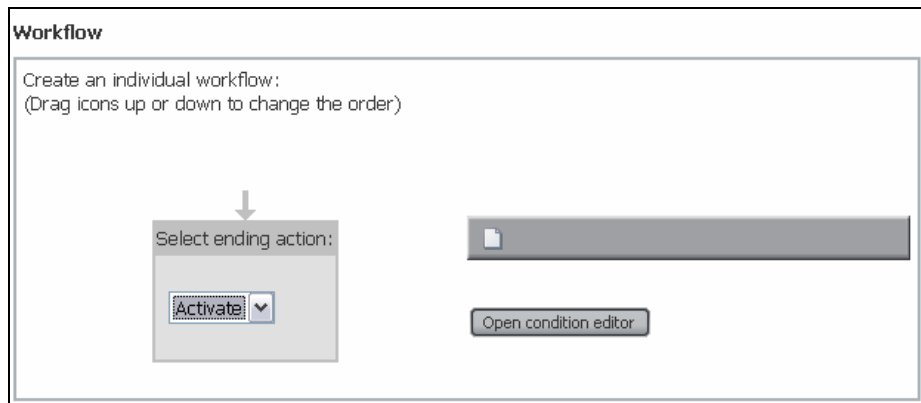 Workflow
Create an individual workflow:
(Drag icons up or down to change the order)
Select ending action:
Activate
Open condition editor